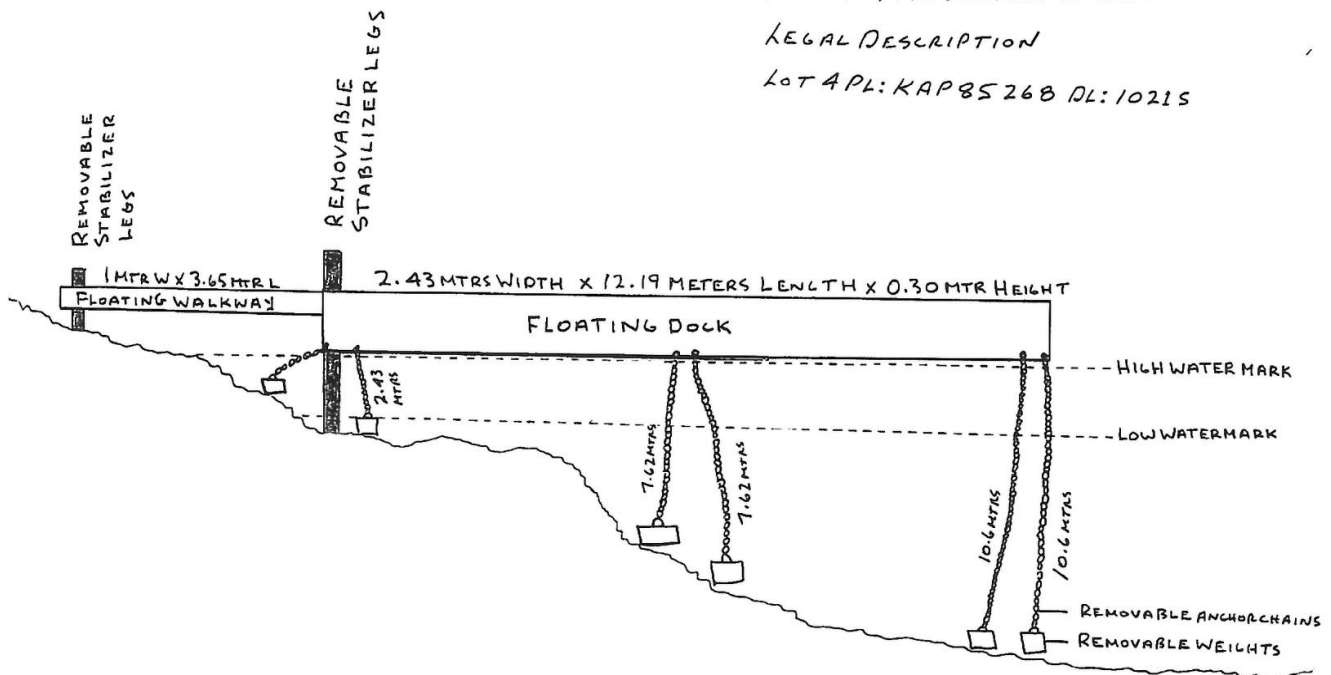 LEGAL DESCRIPTION
LOT 4 PL: KAP85268 DL: 1021S
REMOVABLE
STABILIZER
LEGS
REMOVABLE
STABILIZER LEGS
1 MTR W X 3.65 MTR L
2.43 MTRS WIDTH X 12.19 METERS LENGTH X 0.30 MTR HEIGHT
FLOATING WALKWAY
FLOATING DOCK
HIGH WATER MARK
2.43
MTRS
LOW WATERMARK
7.62 MTRS
7.62 MTRS
10.6 MTRS
10.6 MTRS
REMOVABLE ANCHORCHAINS
REMOVABLE WEIGHTS